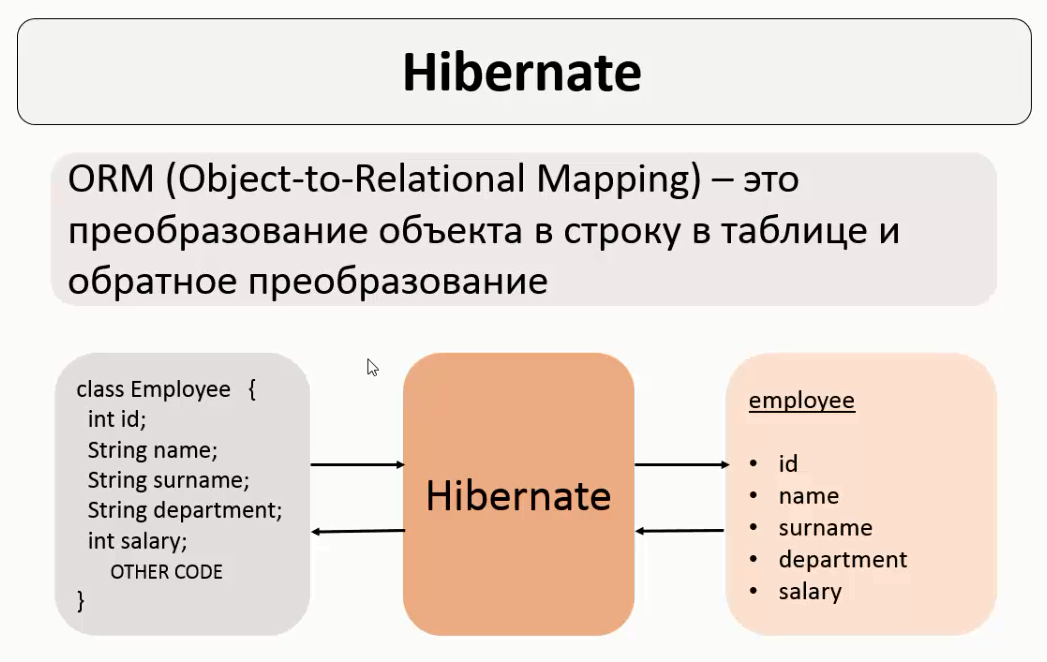 Hibernate
ORM (Object-to-Relational Mapping) – это
преобразование объекта в строку в таблице и
обратное преобразование
class Employee {
int id;
String name;
String surname;
String department;
int salary;
OTHER CODE
}
Hibernate
employee
• id
• name
• surname
• department
• salary